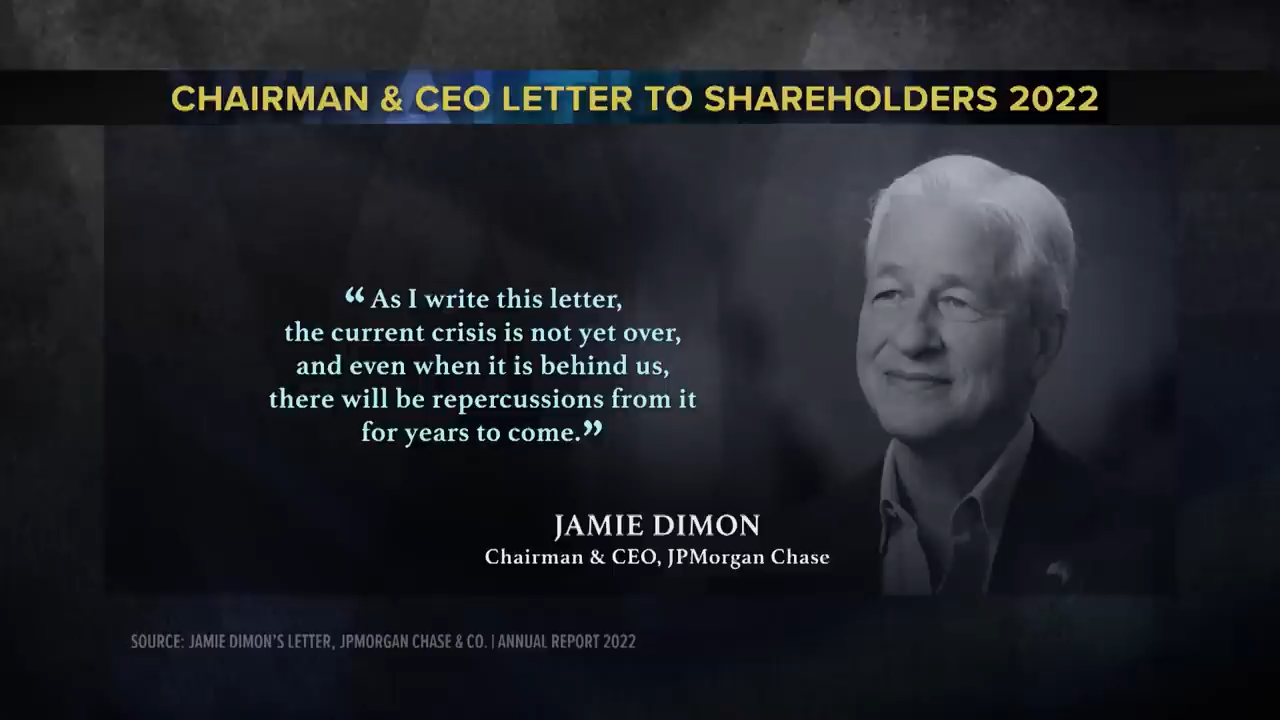 CHAIRMAN & CEO LETTER TO SHAREHOLDERS 2022
“ As I write this letter,
the current crisis is not yet over,
and even when it is behind us,
there will be repercussions from it
for years to come.”
JAMIE DIMON
Chairman & CEO, JPMorgan Chase
SOURCE: JAMIE DIMON’S LETTER, JPMORGAN CHASE & CO. | ANNUAL REPORT 2022